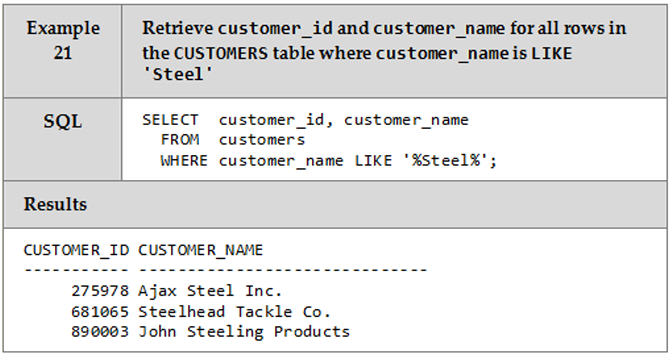 Example 21
Retrieve customer_id and customer_name for all rows in
the CUSTOMERS table where customer_name is LIKE
'Steel'
SQL
SELECT  customer_id, customer_name
FROM  customers
WHERE customer_name LIKE '%Steel%';
Results
CUSTOMER_ID CUSTOMER_NAME
----------- ------------------------------
275978 Ajax Steel Inc.
681065 Steelhead Tackle Co.
890003 John Steeling Products